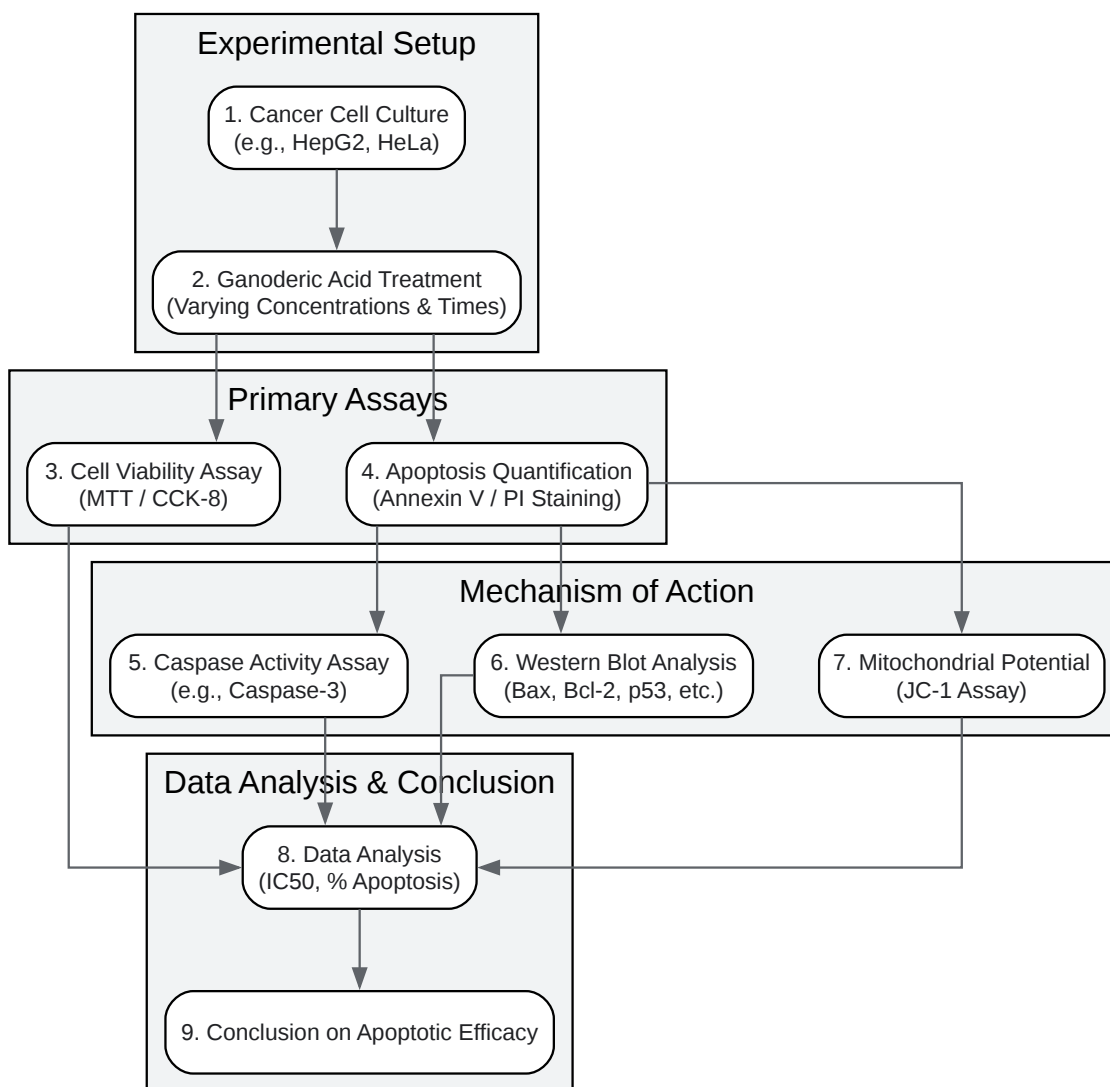 Experimental Setup
1. Cancer Cell Culture
(e.g., HepG2, HeLa)
2. Ganoderic Acid Treatment
(Varying Concentrations & Times)
Primary Assays
3. Cell Viability Assay
(MTT / CCK-8)
4. Apoptosis Quantification
(Annexin V / PI Staining)
Mechanism of Action
5. Caspase Activity Assay
(e.g., Caspase-3)
6. Western Blot Analysis
(Bax, Bcl-2, p53, etc.)
7. Mitochondrial Potential
(JC-1 Assay)
Data Analysis & Conclusion
8. Data Analysis
(IC50, % Apoptosis)
9. Conclusion on Apoptotic Efficacy